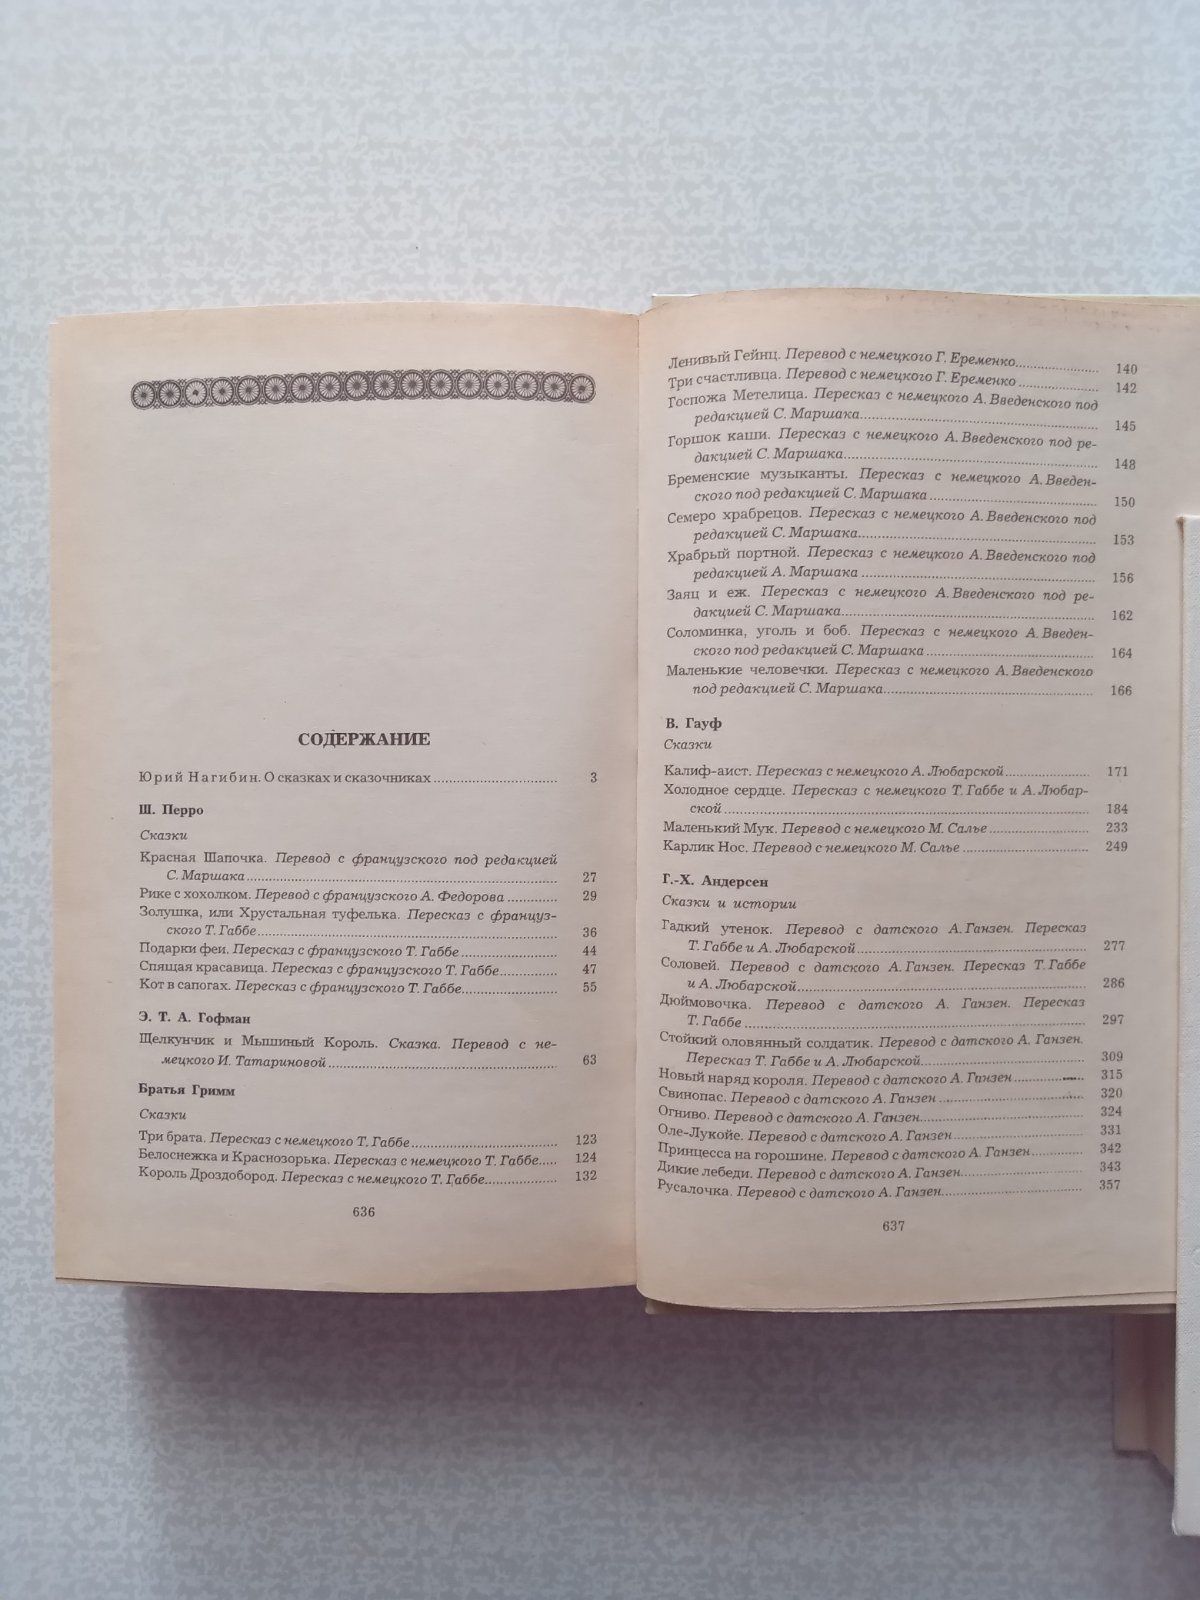 СОДЕРЖАНИЕ
Юрий Нагибин. О сказках и сказочниках ..... 3
Ш. Перро
Сказки
Красная Шапочка. Перевод с французского под редакцией
С. Маршака ..... 27
Рике с хохолком. Перевод с французского А. Федорова ..... 29
Золушка, или Хрустальная туфелька. Пересказ с француз-
ского Т. Габбе ..... 36
Подарки феи. Пересказ с французского Т. Габбе ..... 44
Спящая красавица. Пересказ с французского Т. Габбе ..... 47
Кот в сапогах. Пересказ с французского Т. Габбе ..... 55
Э. Т. А. Гофман
Щелкунчик и Мышиный Король. Сказка. Перевод с не-
мецкого И. Татариновой ..... 63
Братья Гримм
Сказки
Три брата. Пересказ с немецкого Т. Габбе ..... 123
Белоснежка и Краснозорька. Пересказ с немецкого Т. Габбе ..... 124
Король Дроздобород. Пересказ с немецкого Т. Габбе ..... 132
636
Ленивый Гейнц. Перевод с немецкого Г. Еременко ..... 140
Три счастливца. Перевод с немецкого Г. Еременко ..... 142
Госпожа Метелица. Пересказ с немецкого А. Введенского под
редакцией С. Маршака ..... 145
Горшок каши. Пересказ с немецкого А. Введенского под ре-
дакцией С. Маршака ..... 148
Бременские музыканты. Пересказ с немецкого А. Введен-
ского под редакцией С. Маршака ..... 150
Семеро храбрецов. Пересказ с немецкого А. Введенского под
редакцией С. Маршака ..... 153
Храбрый портной. Пересказ с немецкого А. Введенского под
редакцией А. Маршака ..... 156
Заяц и еж. Пересказ с немецкого А. Введенского под ре-
дакцией С. Маршака ..... 162
Соломинка, уголь и боб. Пересказ с немецкого А. Введен-
ского под редакцией С. Маршака ..... 164
Маленькие человечки. Пересказ с немецкого А. Введенского
под редакцией С. Маршака ..... 166
В. Гауф
Сказки
Калиф-аист. Пересказ с немецкого А. Любарской ..... 171
Холодное сердце. Пересказ с немецкого Т. Габбе и А. Любар-
ской ..... 184
Маленький Мук. Перевод с немецкого М. Салье ..... 233
Карлик Нос. Перевод с немецкого М. Салье ..... 249
Г.-Х. Андерсен
Сказки и истории
Гадкий утенок. Перевод с датского А. Ганзен. Пересказ
Т. Габбе и А. Любарской ..... 277
Соловей. Перевод с датского А. Ганзен. Пересказ Т. Габбе
и А. Любарской ..... 286
Дюймовочка. Перевод с датского А. Ганзен. Пересказ
Т. Габбе ..... 297
Стойкий оловянный солдатик. Перевод с датского А. Ганзен.
Пересказ Т. Габбе и А. Любарской ..... 309
Новый наряд короля. Перевод с датского А. Ганзен ..... 315
Свинопас. Перевод с датского А. Ганзен ..... 320
Огниво. Перевод с датского А. Ганзен ..... 324
Оле-Лукойе. Перевод с датского А. Ганзен ..... 331
Принцесса на горошине. Перевод с датского А. Ганзен ..... 342
Дикие лебеди. Перевод с датского А. Ганзен ..... 343
Русалочка. Перевод с датского А. Ганзен ..... 357
637